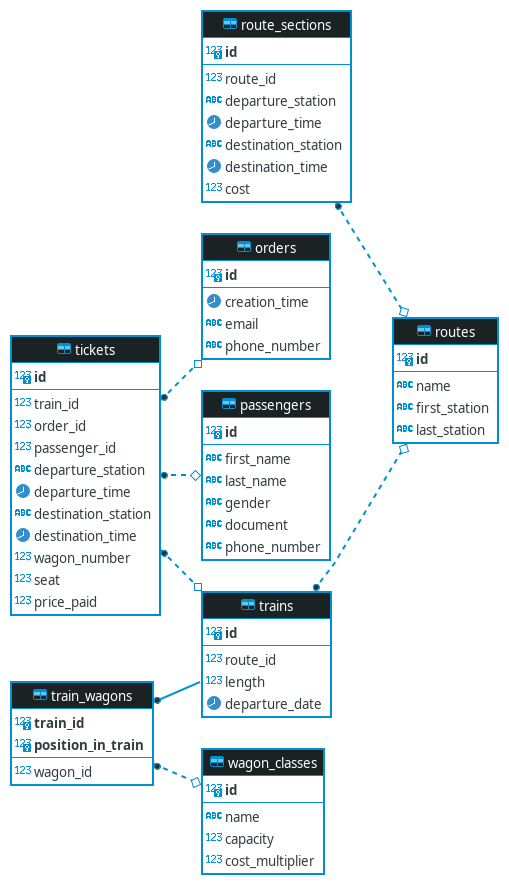 route_sections
123 id
123 route_id
ABC departure_station
departure_time
ABC destination_station
destination_time
123 cost
orders
123 id
creation_time
ABC email
ABC phone_number
routes
123 id
ABC name
ABC first_station
ABC last_station
tickets
123 id
123 train_id
123 order_id
123 passenger_id
ABC departure_station
departure_time
ABC destination_station
destination_time
123 wagon_number
123 seat
123 price_paid
passengers
123 id
ABC first_name
ABC last_name
ABC gender
ABC document
ABC phone_number
trains
123 id
123 route_id
123 length
departure_date
train_wagons
123 train_id
123 position_in_train
123 wagon_id
wagon_classes
123 id
ABC name
123 capacity
123 cost_multiplier